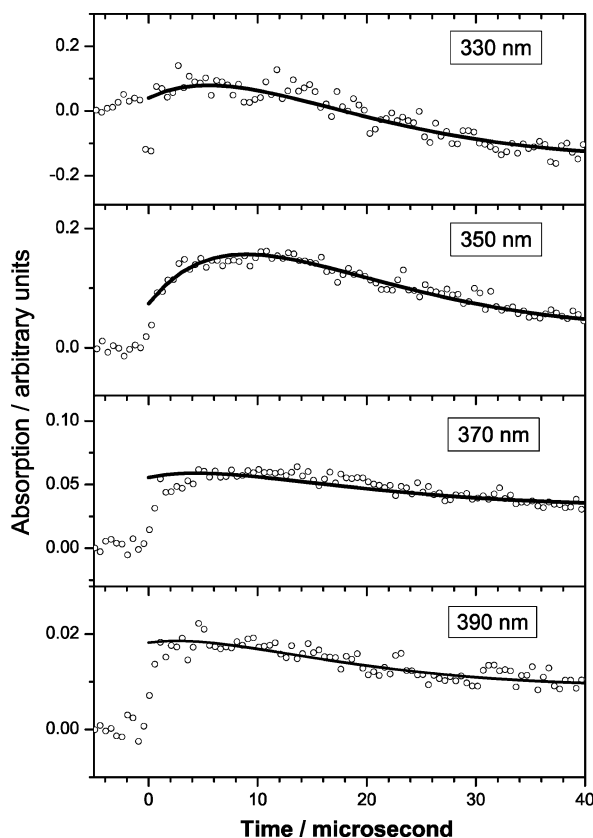 330 nm
0.2
0.0
-0.2
350 nm
0.2
0.0
370 nm
0.10
0.05
0.00
390 nm
0.02
0.00
0 10 20 30 40
Time / microsecond
Absorption / arbitrary units